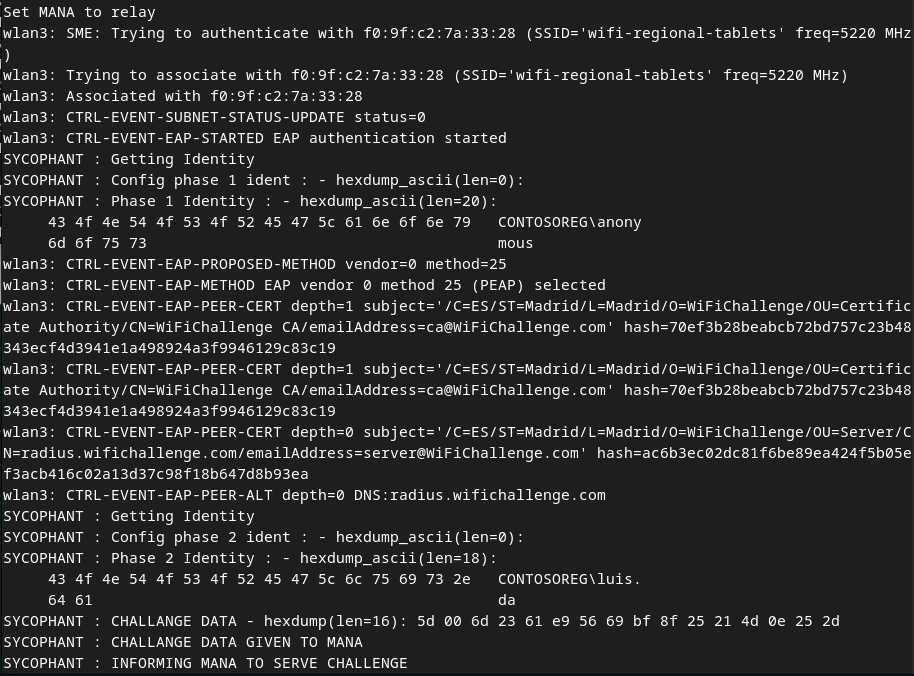 Set MANA to relay
wlan3: SME: Trying to authenticate with f0:9f:c2:7a:33:28 (SSID='wifi-regional-tablets' freq=5220 MHz
)
wlan3: Trying to associate with f0:9f:c2:7a:33:28 (SSID='wifi-regional-tablets' freq=5220 MHz)
wlan3: Associated with f0:9f:c2:7a:33:28
wlan3: CTRL-EVENT-SUBNET-STATUS-UPDATE status=0
wlan3: CTRL-EVENT-EAP-STARTED EAP authentication started
SYCOPHANT : Getting Identity
SYCOPHANT : Config phase 1 ident : - hexdump_ascii(len=0):
SYCOPHANT : Phase 1 Identity : - hexdump_ascii(len=20):
     43 4f 4e 54 4f 53 4f 52 45 47 5c 61 6e 6f 6e 79   CONTOSOREG\anony
     6d 6f 75 73                                       mous
wlan3: CTRL-EVENT-EAP-PROPOSED-METHOD vendor=0 method=25
wlan3: CTRL-EVENT-EAP-METHOD EAP vendor 0 method 25 (PEAP) selected
wlan3: CTRL-EVENT-EAP-PEER-CERT depth=1 subject='/C=ES/ST=Madrid/L=Madrid/O=WiFiChallenge/OU=Certific
ate Authority/CN=WiFiChallenge CA/emailAddress=ca@WiFiChallenge.com' hash=70ef3b28beabcb72bd757c23b48
343ecf4d3941e1a498924a3f9946129c83c19
wlan3: CTRL-EVENT-EAP-PEER-CERT depth=1 subject='/C=ES/ST=Madrid/L=Madrid/O=WiFiChallenge/OU=Certific
ate Authority/CN=WiFiChallenge CA/emailAddress=ca@WiFiChallenge.com' hash=70ef3b28beabcb72bd757c23b48
343ecf4d3941e1a498924a3f9946129c83c19
wlan3: CTRL-EVENT-EAP-PEER-CERT depth=0 subject='/C=ES/ST=Madrid/L=Madrid/O=WiFiChallenge/OU=Server/C
N=radius.wifichallenge.com/emailAddress=server@WiFiChallenge.com' hash=ac6b3ec02dc81f6be89ea424f5b05e
f3acb416c02a13d37c98f18b647d8b93ea
wlan3: CTRL-EVENT-EAP-PEER-ALT depth=0 DNS:radius.wifichallenge.com
SYCOPHANT : Getting Identity
SYCOPHANT : Config phase 2 ident : - hexdump_ascii(len=0):
SYCOPHANT : Phase 2 Identity : - hexdump_ascii(len=18):
     43 4f 4e 54 4f 53 4f 52 45 47 5c 6c 75 69 73 2e   CONTOSOREG\luis.
     64 61                                             da
SYCOPHANT : CHALLANGE DATA - hexdump(len=16): 5d 00 6d 23 61 e9 56 69 bf 8f 25 21 4d 0e 25 2d
SYCOPHANT : CHALLANGE DATA GIVEN TO MANA
SYCOPHANT : INFORMING MANA TO SERVE CHALLENGE